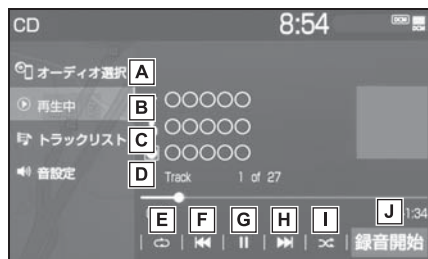 CD 8:54 DCM
オーディオ選択 A
再生中 B ○○○○○
トラックリスト C ○○○○○
○○○○○
音設定 D Track 1 of 27
1:34
E F G H I J
録音開始